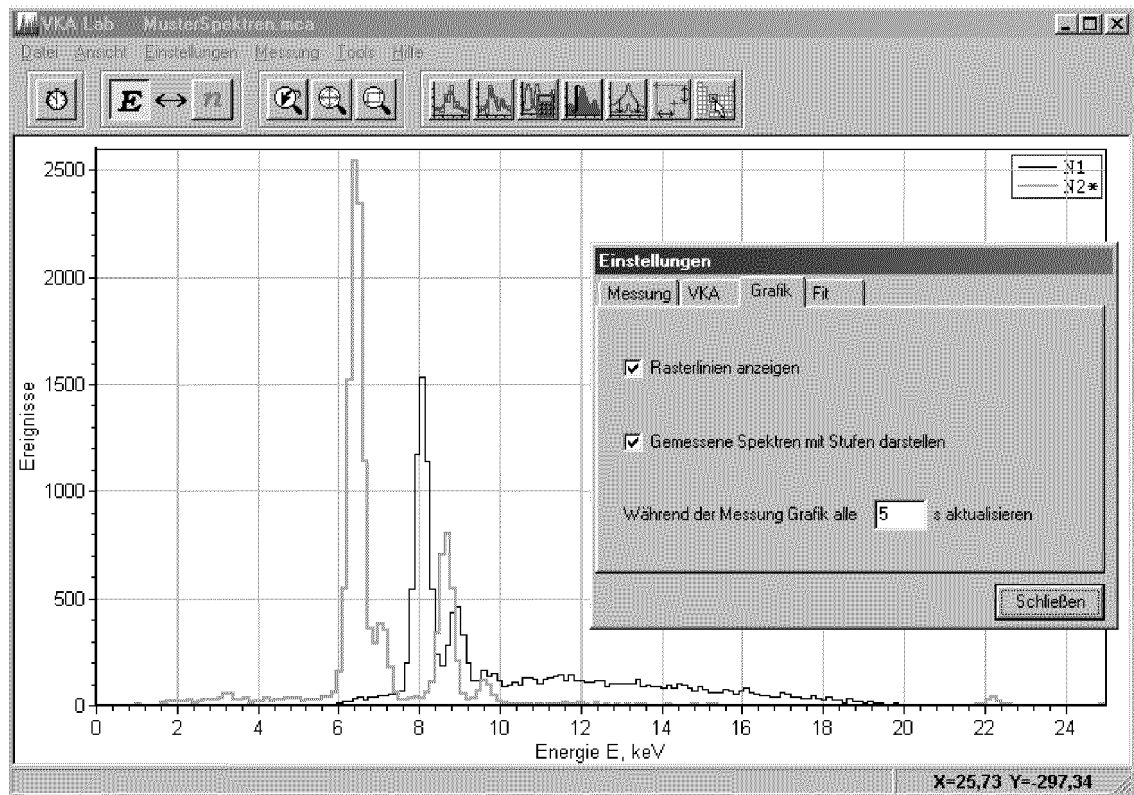 VKA Lab MusterSpektren.mca
Datei Ansicht Einstellungen Messung Tools Hilfe
E ↔ n
2500
2000
1500
1000
500
0
Ereignisse
0 2 4 6 8 10 12 14 16 18 20 22 24
Energie E, keV
N1
N2*
Einstellungen
Messung VKA Grafik Fit
Rasterlinien anzeigen
Gemessene Spektren mit Stufen darstellen
Während der Messung Grafik alle 5 s aktualisieren
Schließen
X=25,73 Y=-297,34